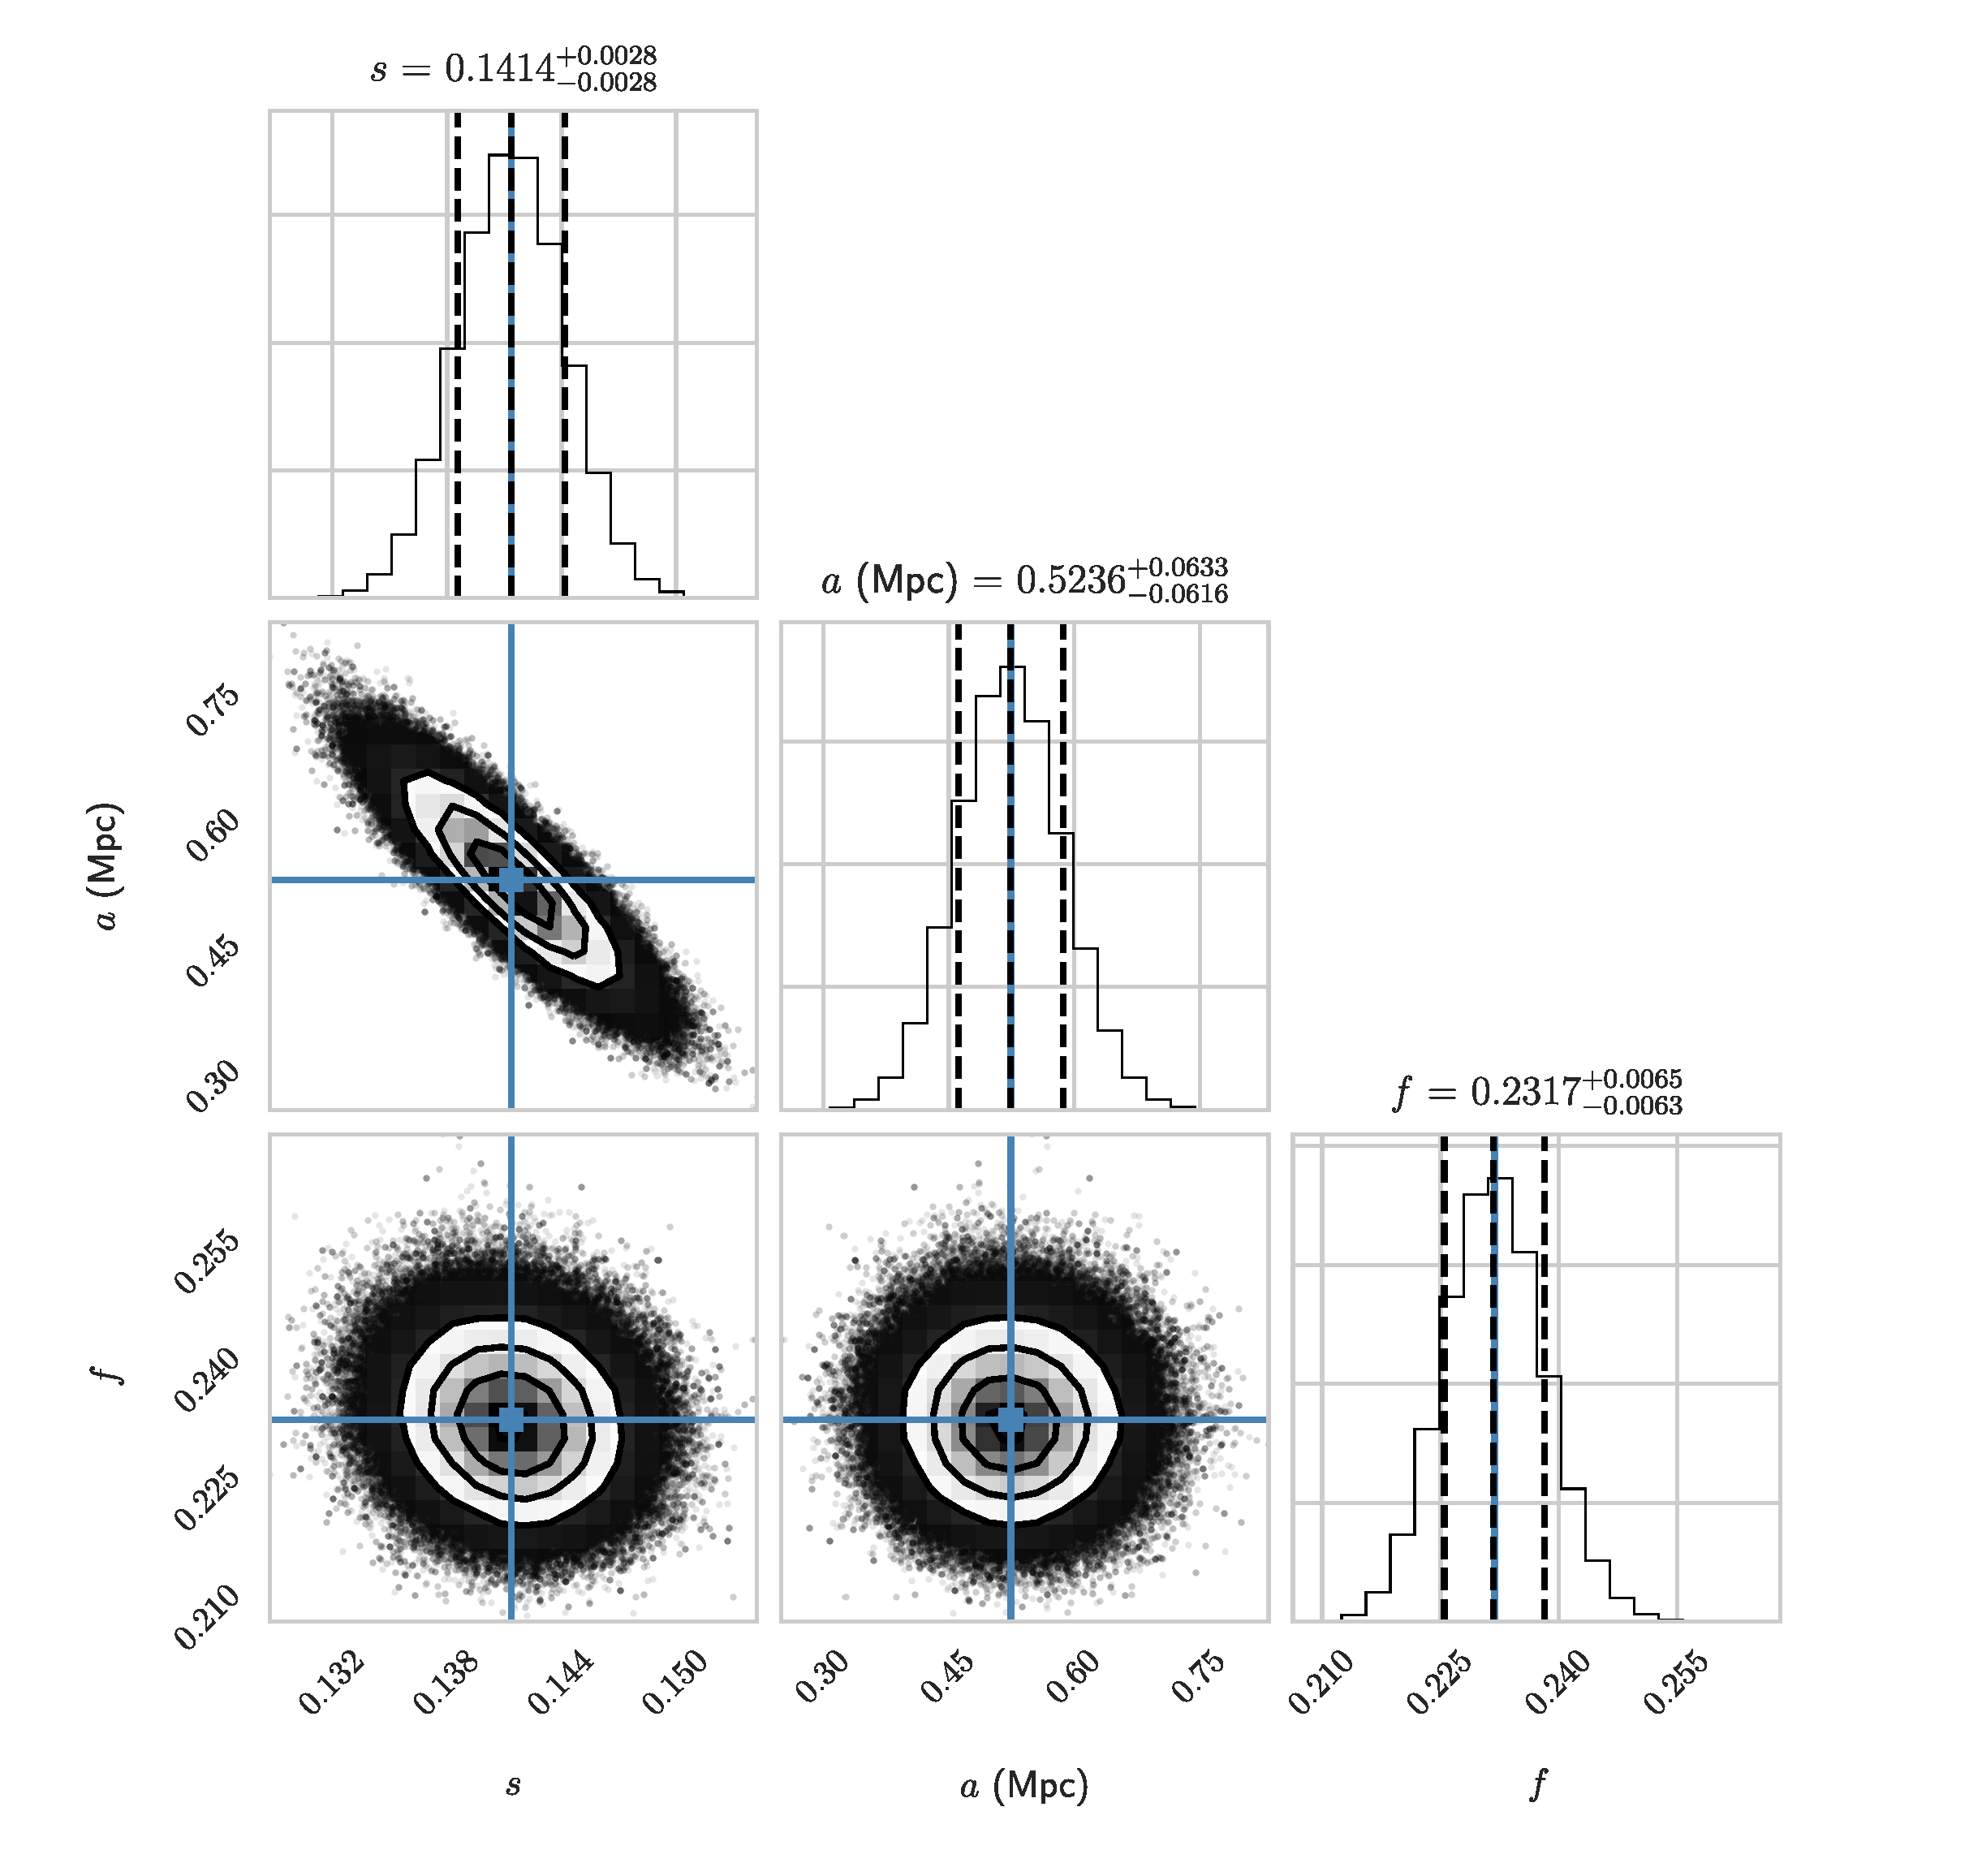 s = 0.1414^{+0.0028}_{-0.0028}
a (Mpc) = 0.5236^{+0.0633}_{-0.0616}
f = 0.2317^{+0.0065}_{-0.0063}
a (Mpc)
0.75
0.60
0.45
0.30
f
0.255
0.240
0.225
0.210
0.132 0.138 0.144 0.150
0.30 0.45 0.60 0.75
0.210 0.225 0.240 0.255
s
a (Mpc)
f